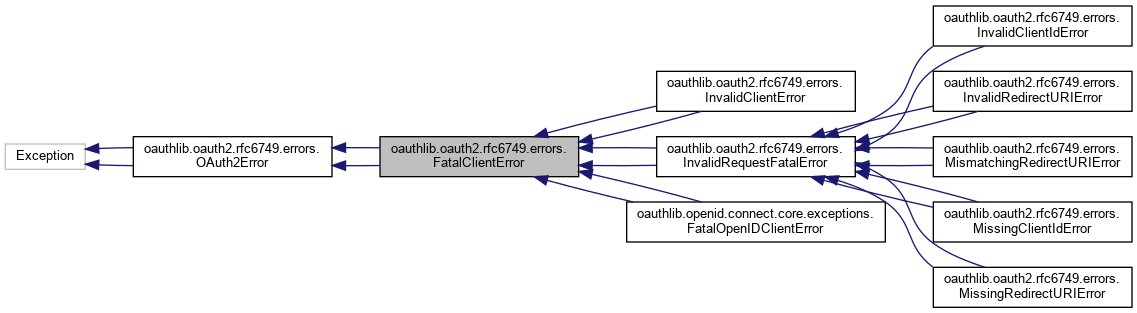 Exception
oauthlib.oauth2.rfc6749.errors.
OAuth2Error
oauthlib.oauth2.rfc6749.errors.
FatalClientError
oauthlib.oauth2.rfc6749.errors.
InvalidClientError
oauthlib.oauth2.rfc6749.errors.
InvalidRequestFatalError
oauthlib.openid.connect.core.exceptions.
FatalOpenIDClientError
oauthlib.oauth2.rfc6749.errors.
InvalidClientIdError
oauthlib.oauth2.rfc6749.errors.
InvalidRedirectURIError
oauthlib.oauth2.rfc6749.errors.
MismatchingRedirectURIError
oauthlib.oauth2.rfc6749.errors.
MissingClientIdError
oauthlib.oauth2.rfc6749.errors.
MissingRedirectURIError